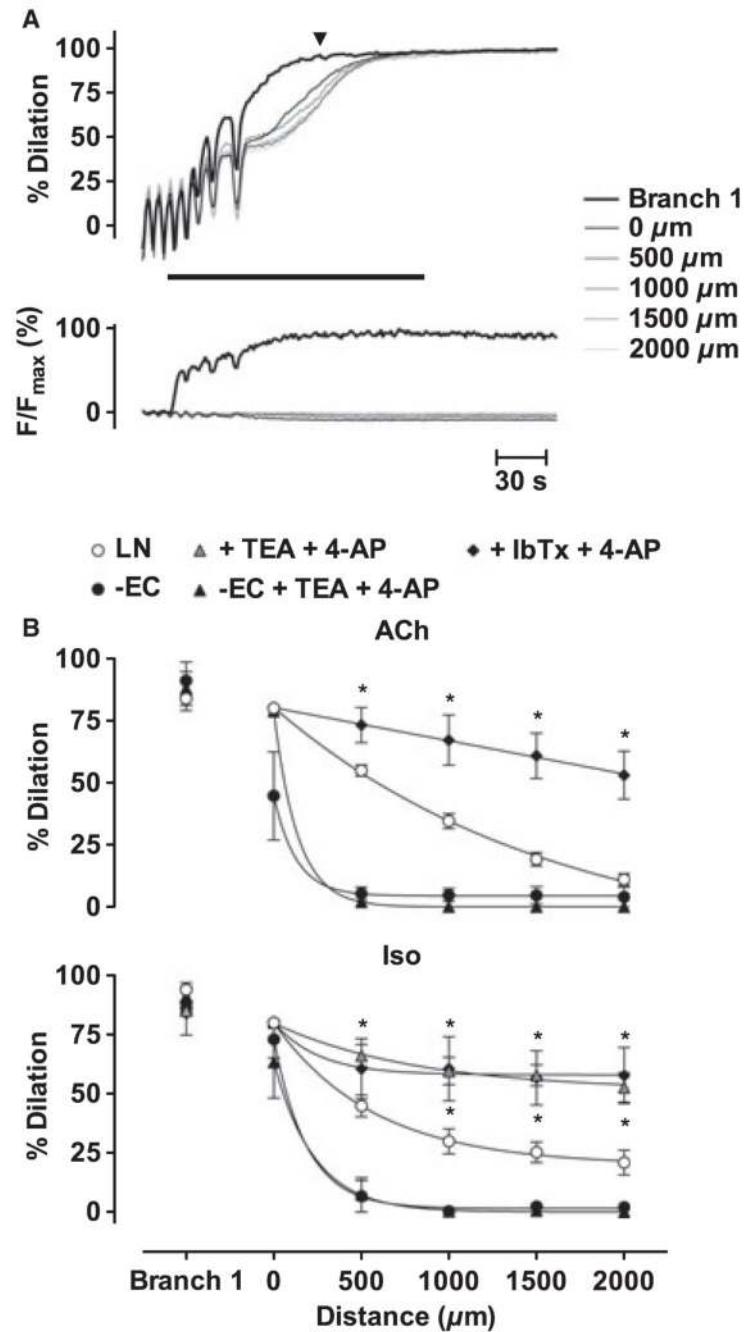 A
100
75
50
25
0
% Dilation
Branch 1
0 µm
500 µm
1000 µm
1500 µm
2000 µm
100
0
F/Fmax (%)
30 s
LN + TEA + 4-AP + IbTx + 4-AP
-EC -EC + TEA + 4-AP
B
ACh
100
75
50
25
0
% Dilation
* * * *
Iso
100
75
50
25
0
% Dilation
* * * *
* * *
Branch 1 0 500 1000 1500 2000
Distance (µm)